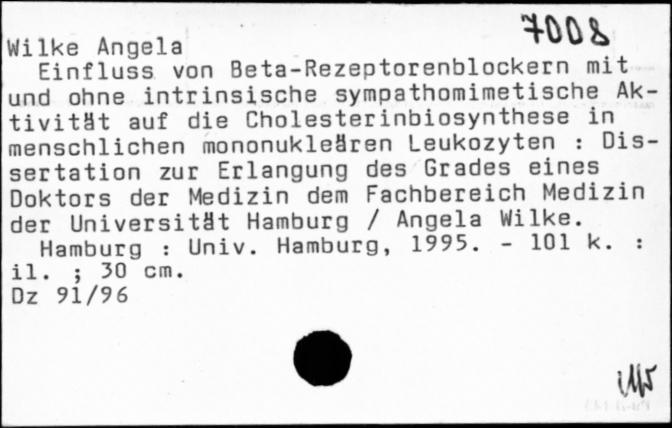 7008
Wilke Angela
Einfluss von Beta-Rezeptorenblockern mit
und ohne intrinsische sympathomimetische Ak-
tivität auf die Cholesterinbiosynthese in
menschlichen mononukleären Leukozyten : Dis-
sertation zur Erlangung des Grades eines
Doktors der Medizin dem Fachbereich Medizin
der Universität Hamburg / Angela Wilke.
Hamburg : Univ. Hamburg, 1995. - 101 k. :
il. ; 30 cm.
Dz 91/96